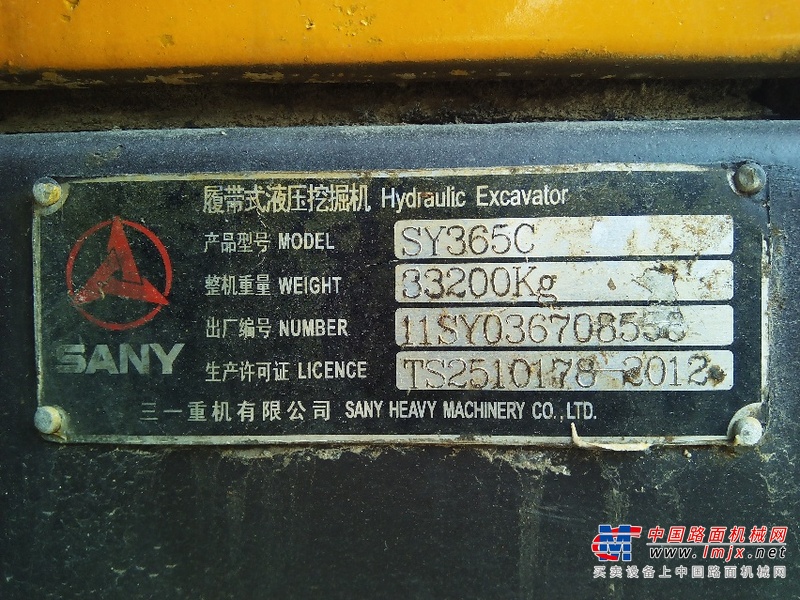 履带式液压挖掘机 Hydraulic Excavator
产品型号 MODEL SY365C
整机重量 WEIGHT 33200Kg
出厂编号 NUMBER 11SY036708558
生产许可证 LICENCE TS2510178-2012
SANY
三一重机有限公司 SANY HEAVY MACHINERY CO.,LTD.
中国路面机械网
www.lmjx.net
买卖设备上中国路面机械网